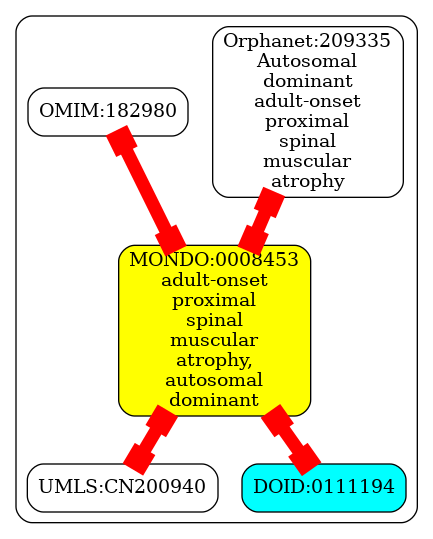 Orphanet:209335
Autosomal
dominant
adult-onset
proximal
spinal
muscular
atrophy
OMIM:182980
MONDO:0008453
adult-onset
proximal
spinal
muscular
atrophy,
autosomal
dominant
UMLS:CN200940
DOID:0111194